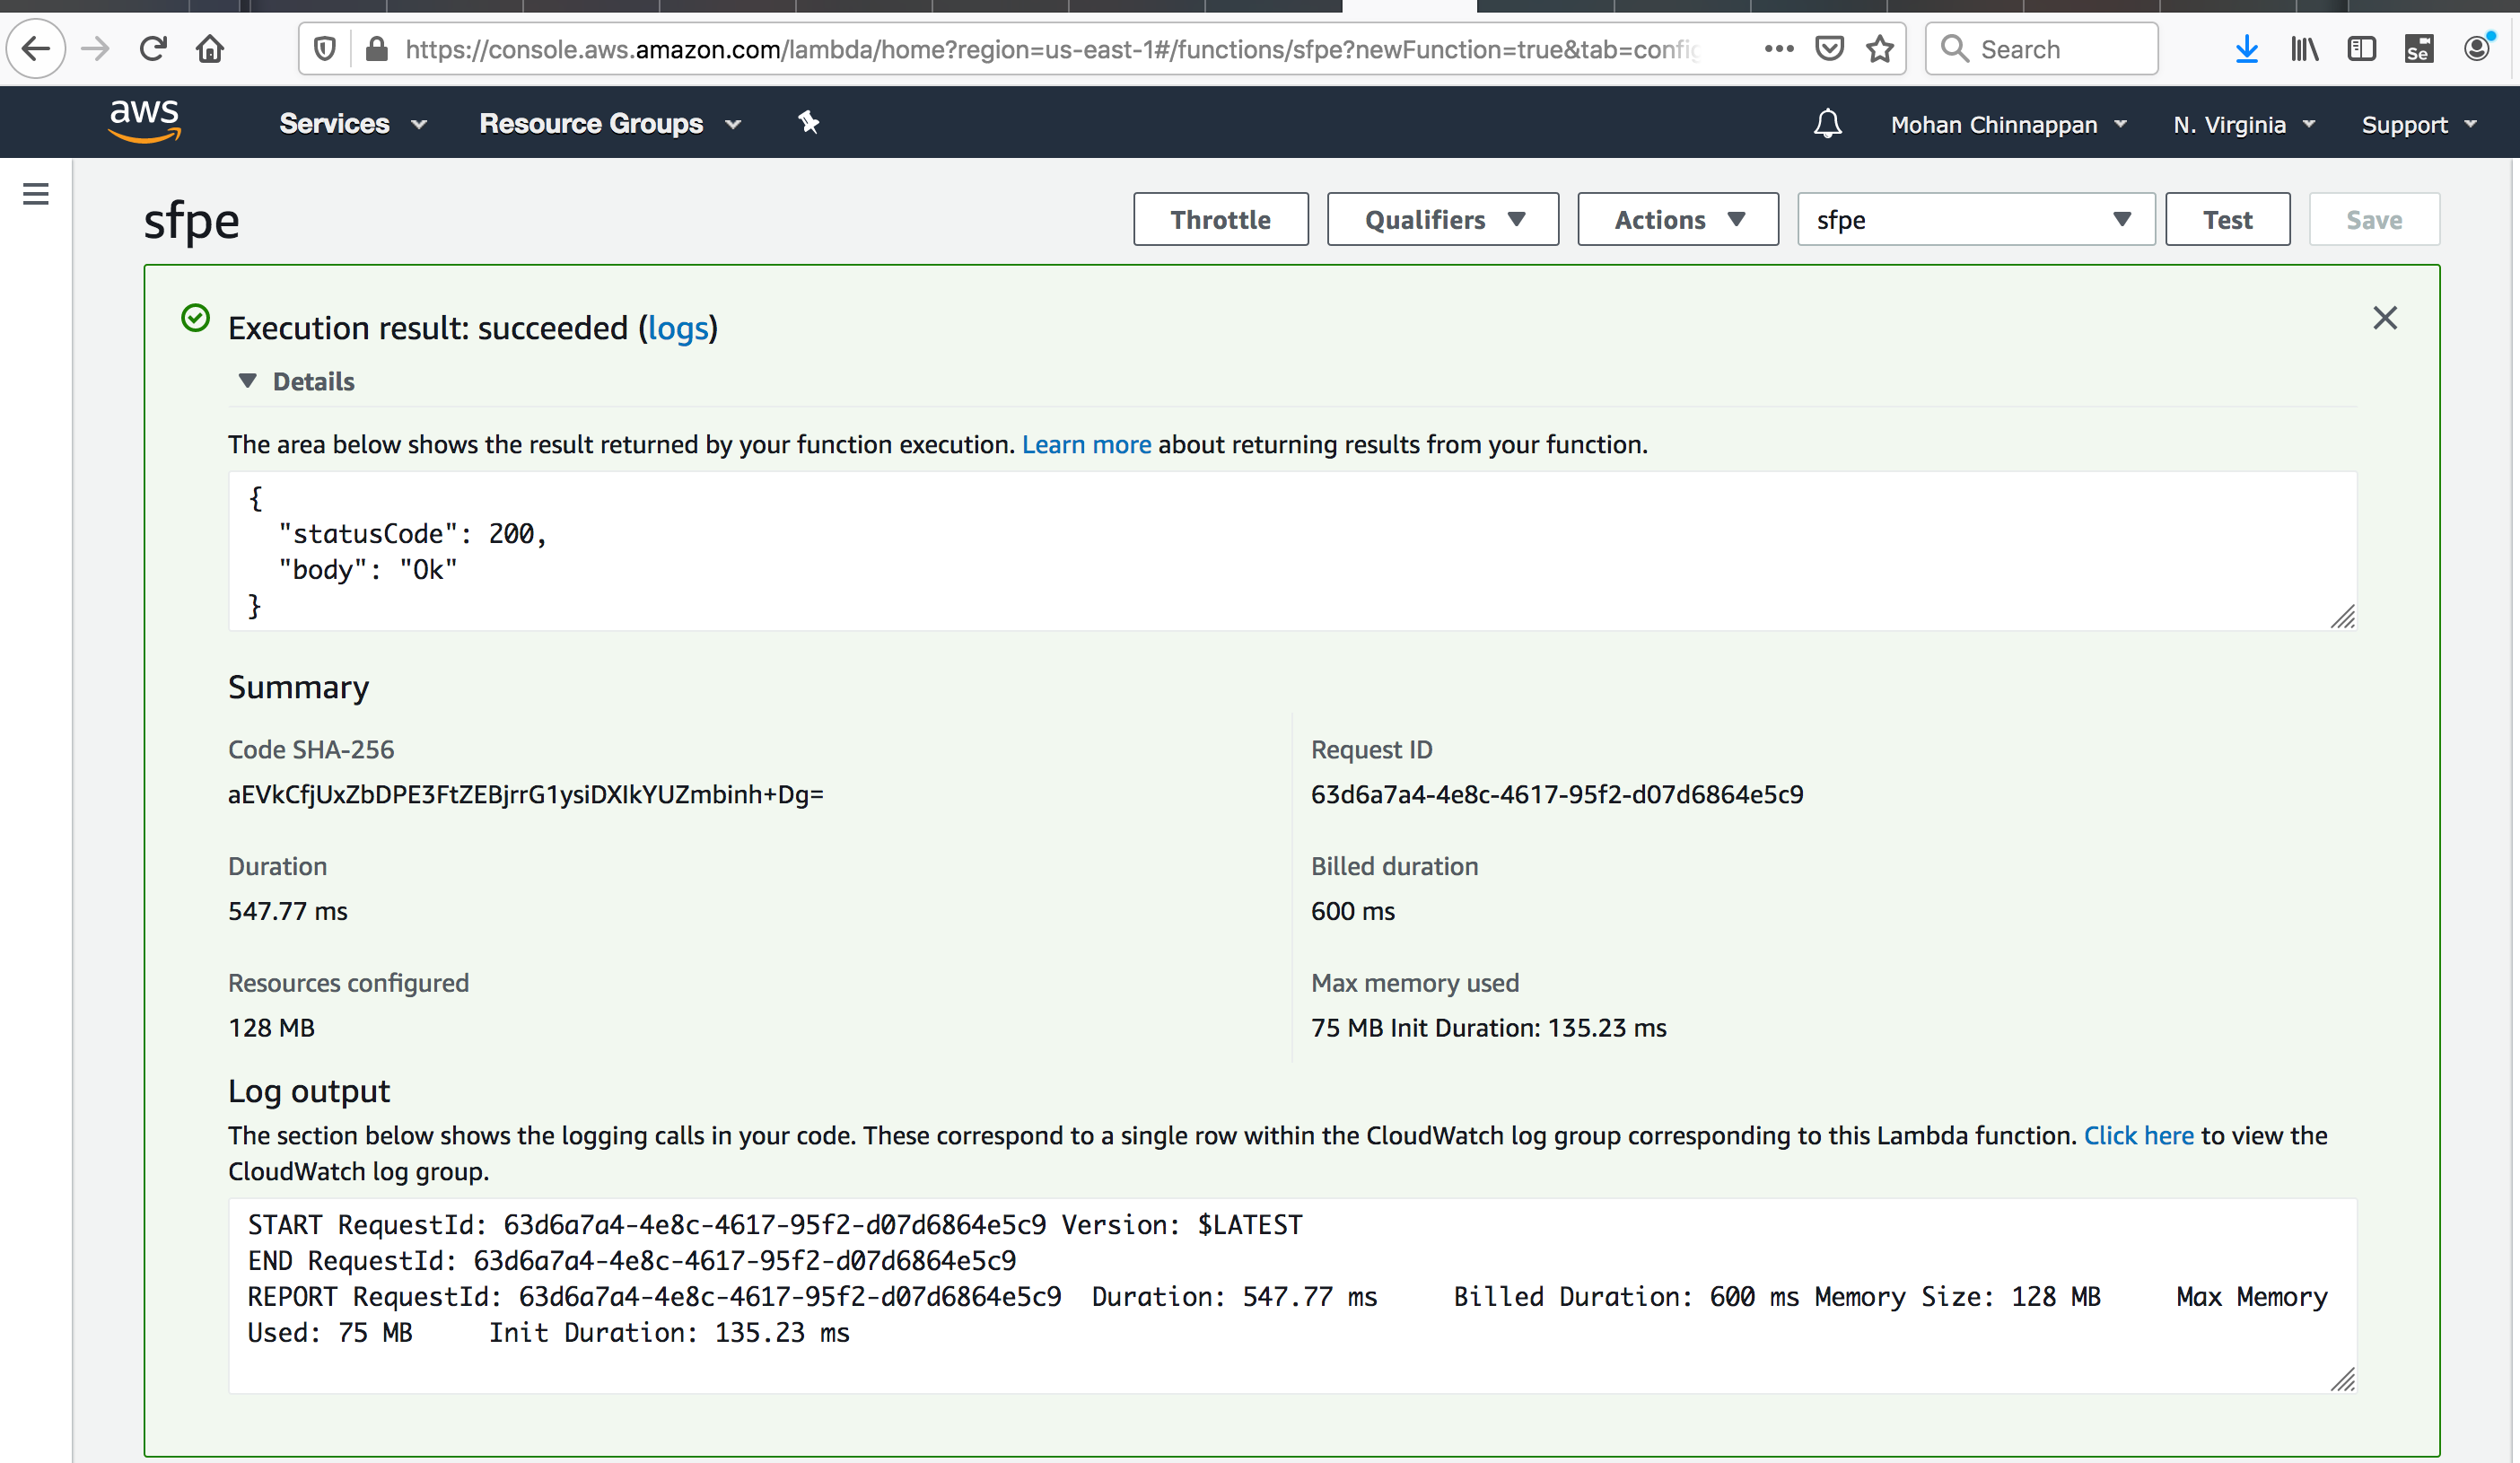 https://console.aws.amazon.com/lambda/home?region=us-east-1#/functions/sfpe?newFunction=true&tab=config
Search
Se
aws
Services
Resource Groups
Mohan Chinnappan
N. Virginia
Support
sfpe
Throttle
Qualifiers
Actions
sfpe
Test
Save
Execution result: succeeded (logs)
Details
The area below shows the result returned by your function execution. Learn more about returning results from your function.
{
"statusCode": 200,
"body": "Ok"
}
Summary
Code SHA-256
aEVkCfjUxZbDPE3FtZEBjrrG1ysiDXIkYUZmbinh+Dg=
Request ID
63d6a7a4-4e8c-4617-95f2-d07d6864e5c9
Duration
547.77 ms
Billed duration
600 ms
Resources configured
128 MB
Max memory used
75 MB Init Duration: 135.23 ms
Log output
The section below shows the logging calls in your code. These correspond to a single row within the CloudWatch log group corresponding to this Lambda function. Click here to view the
CloudWatch log group.
START RequestId: 63d6a7a4-4e8c-4617-95f2-d07d6864e5c9 Version: $LATEST
END RequestId: 63d6a7a4-4e8c-4617-95f2-d07d6864e5c9
REPORT RequestId: 63d6a7a4-4e8c-4617-95f2-d07d6864e5c9 Duration: 547.77 ms Billed Duration: 600 ms Memory Size: 128 MB Max Memory
Used: 75 MB Init Duration: 135.23 ms